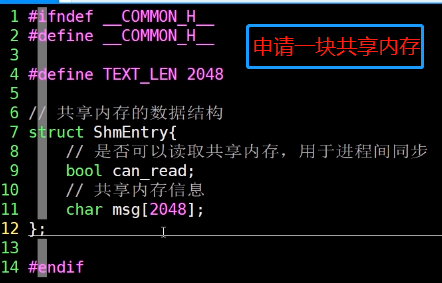 1 #ifndef __COMMON_H__
2 #define __COMMON_H__
3
4 #define TEXT_LEN 2048
5
6 // 共享内存的数据结构
7 struct ShmEntry{
8     // 是否可以读取共享内存，用于进程间同步
9     bool can_read;
10     // 共享内存信息
11     char msg[2048];
12 };
13
14 #endif
申请一块共享内存